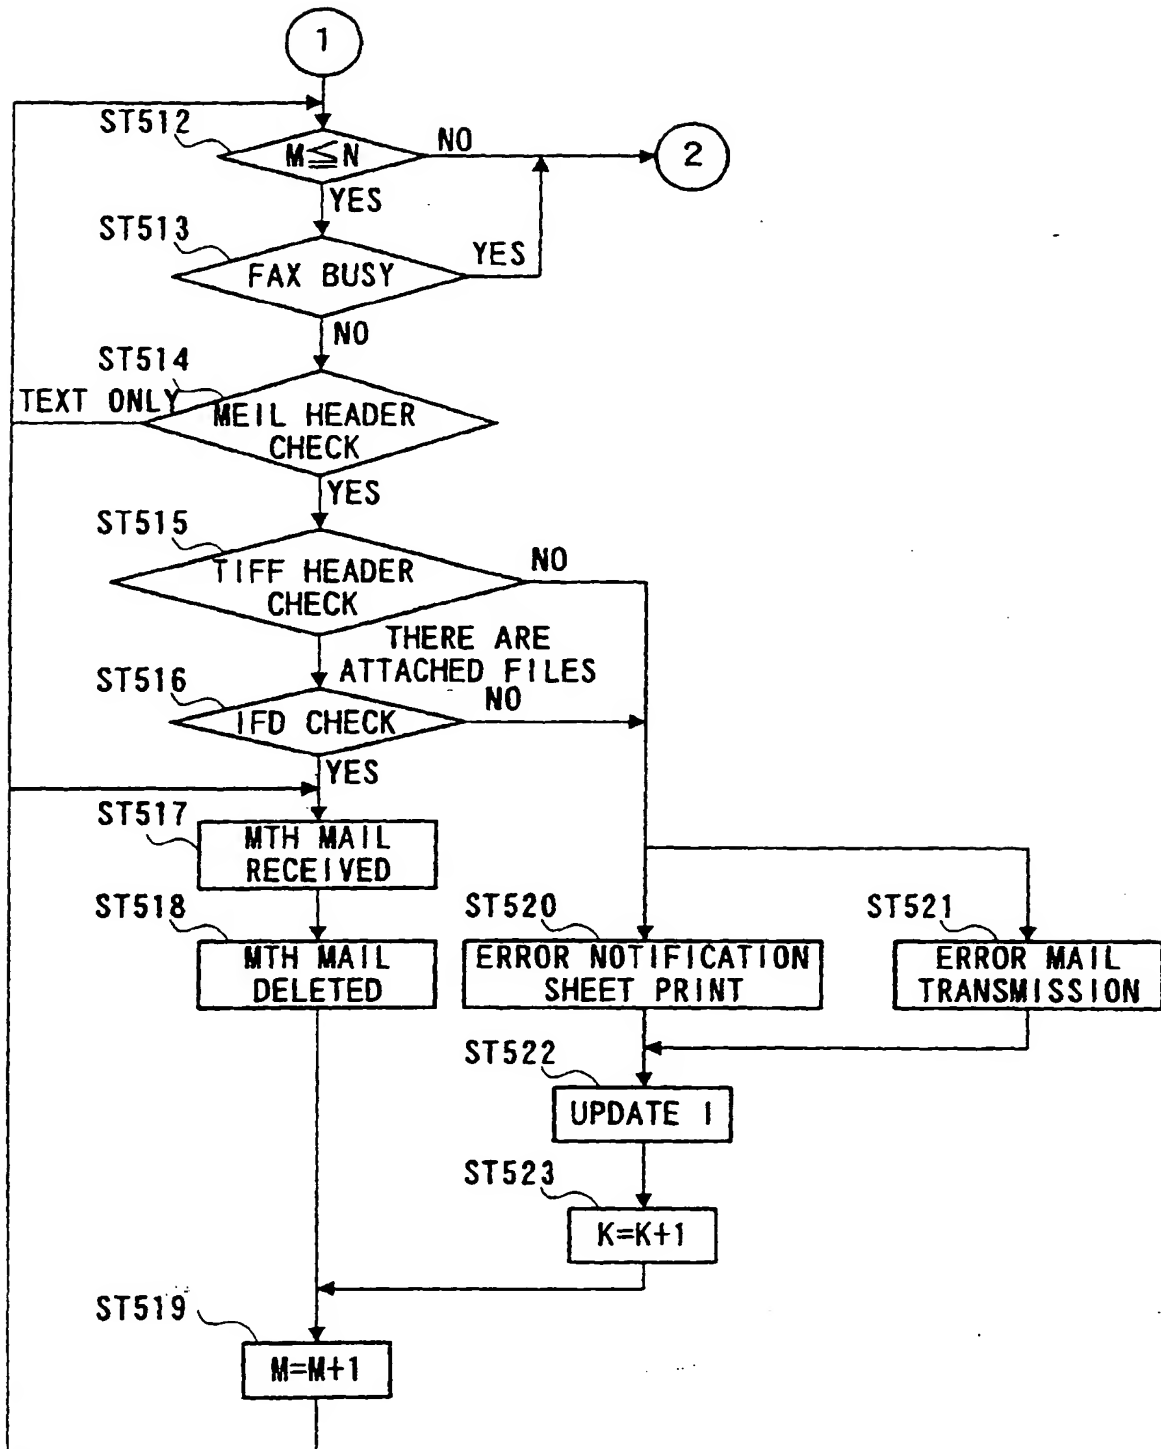 1
ST512
M≦N
NO
2
YES
ST513
FAX BUSY
YES
NO
ST514
TEXT ONLY
MEIL HEADER
CHECK
YES
ST515
TIFF HEADER
CHECK
NO
THERE ARE
ATTACHED FILES
ST516
IFD CHECK
NO
YES
ST517
MTH MAIL
RECEIVED
ST518
MTH MAIL
DELETED
ST520
ERROR NOTIFICATION
SHEET PRINT
ST521
ERROR MAIL
TRANSMISSION
ST522
UPDATE I
ST523
K=K+1
ST519
M=M+1